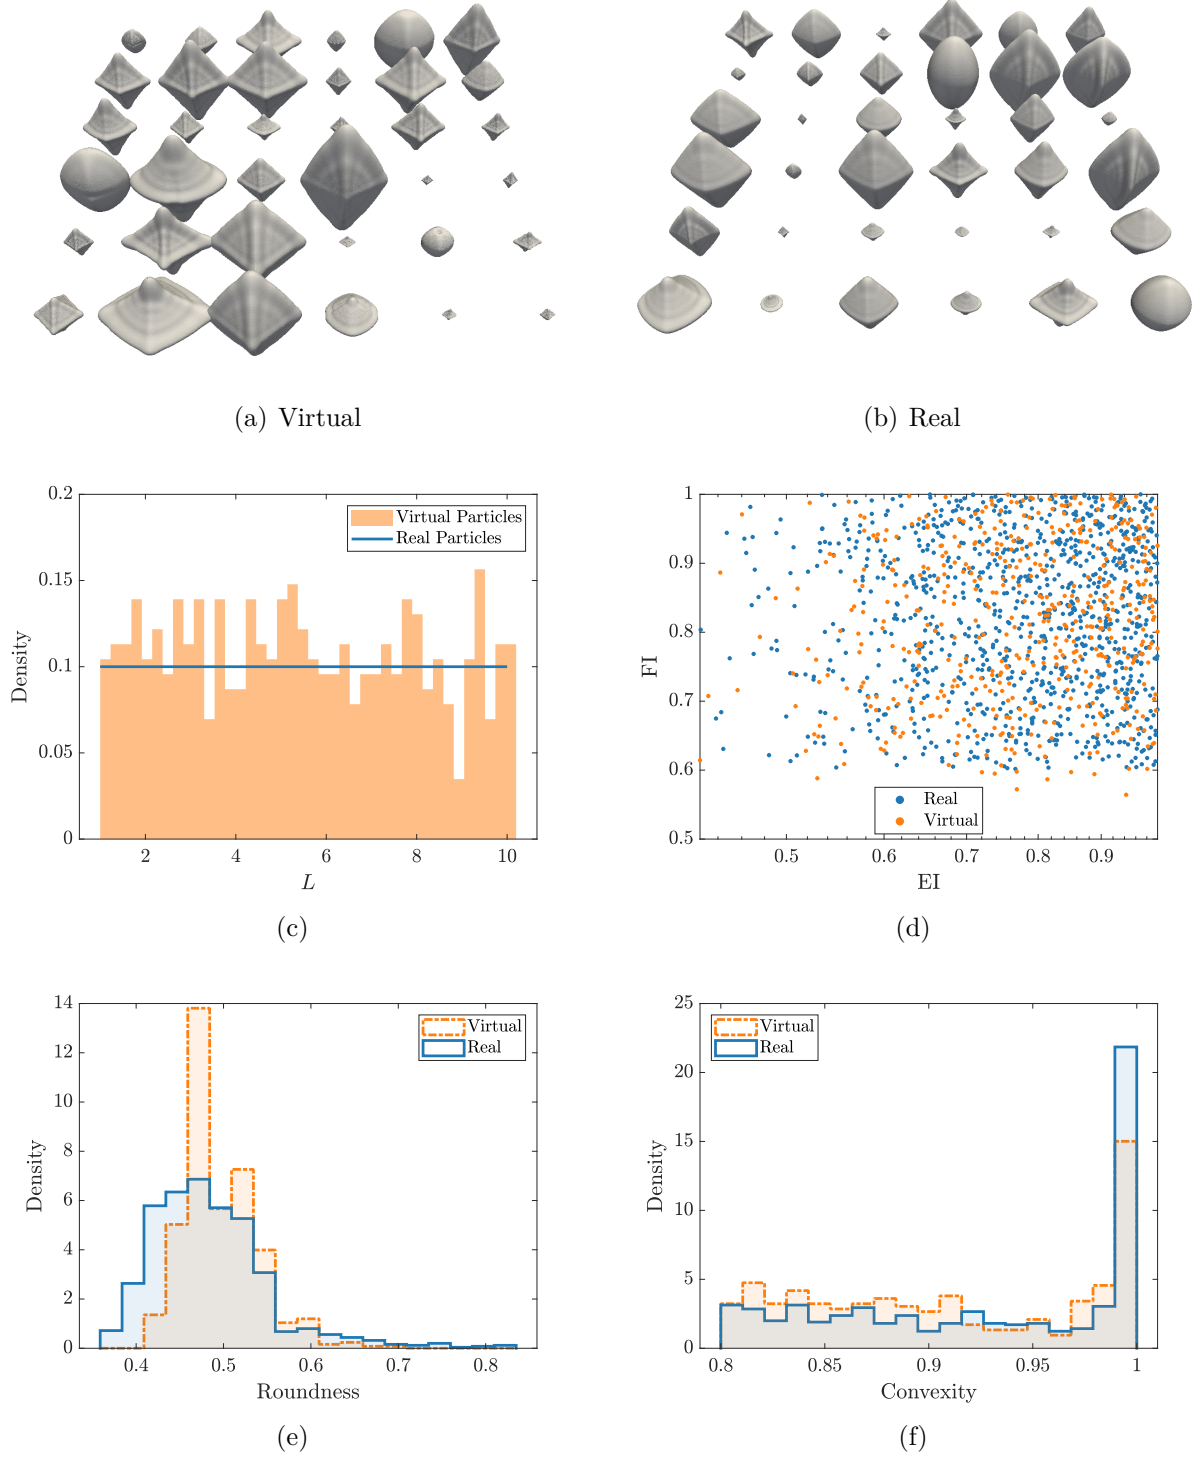 (a) Virtual
(b) Real
0.2
0.15
0.1
0.05
0
Density
Virtual Particles
Real Particles
2 4 6 8 10
L
(c)
1
0.9
0.8
0.7
0.6
0.5
FI
Real
Virtual
0.5 0.6 0.7 0.8 0.9
EI
(d)
14
12
10
8
6
4
2
0
Density
Virtual
Real
0.4 0.5 0.6 0.7 0.8
Roundness
(e)
25
20
15
10
5
0
Density
Virtual
Real
0.8 0.85 0.9 0.95 1
Convexity
(f)